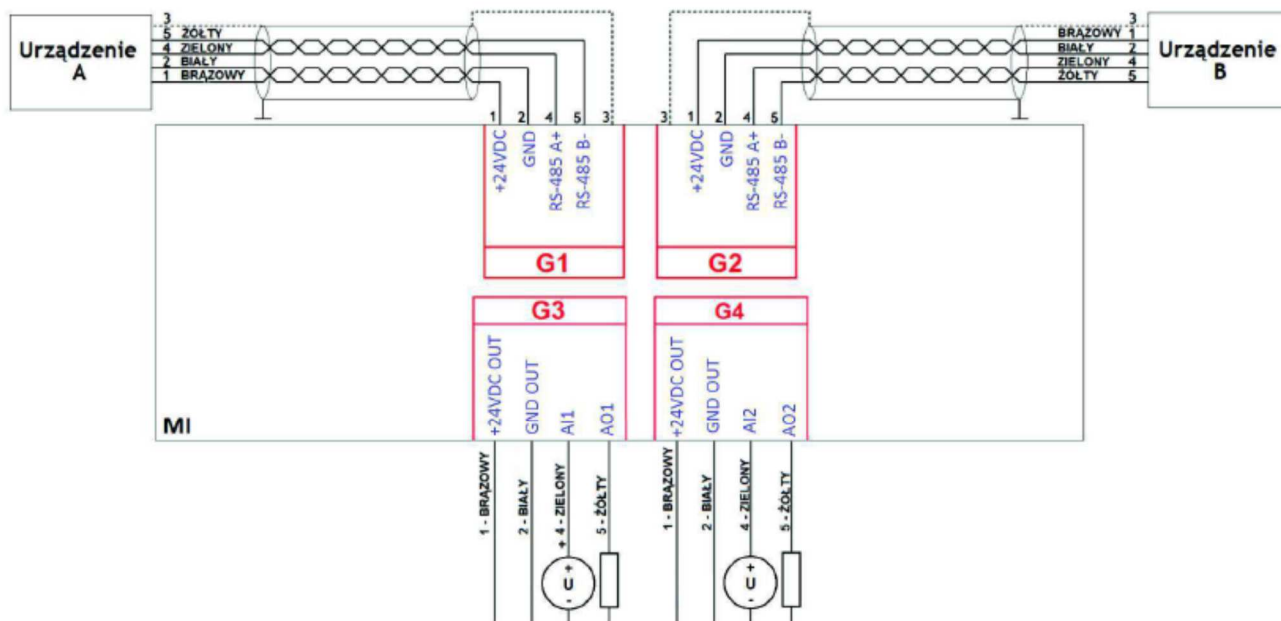 Urządzenie
A
3
5 ŻÓŁTY
4 ZIELONY
2 BIAŁY
1 BRĄZOWY
3
BRĄZOWY 1
BIAŁY 2
ZIELONY 4
ŻÓŁTY 5
Urządzenie
B
1 2 4 5 3
+24VDC
GND
RS-485 A+
RS-485 B-
G1
3 1 2 4 5
+24VDC
GND
RS-485 A+
RS-485 B-
G2
G3
+24VDC OUT
GND OUT
AI1
AO1
G4
+24VDC OUT
GND OUT
AI2
AO2
MI
1 - BRĄZOWY
2 - BIAŁY
+ 4 - ZIELONY
5 - ŻÓŁTY
1 - BRĄZOWY
2 - BIAŁY
4 - ZIELONY
5 - ŻÓŁTY
+
U
-
+
U
-